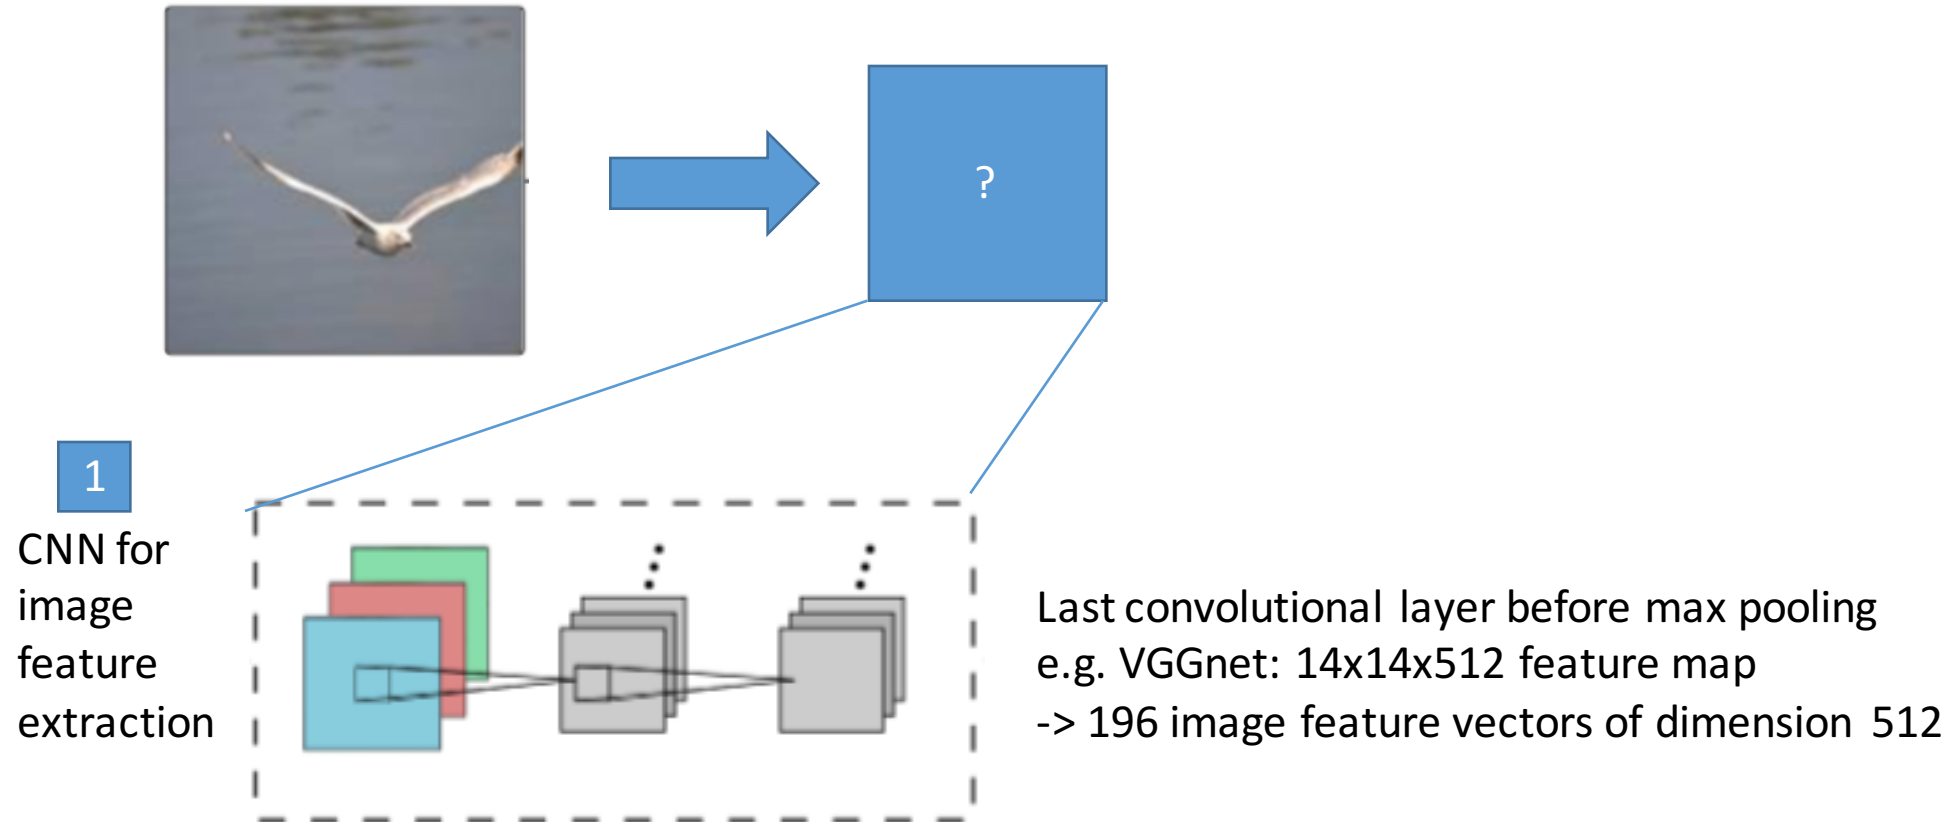 ?
1
CNN for
image
feature
extraction
Last convolutional layer before max pooling
e.g. VGGnet: 14x14x512 feature map
-> 196 image feature vectors of dimension 512